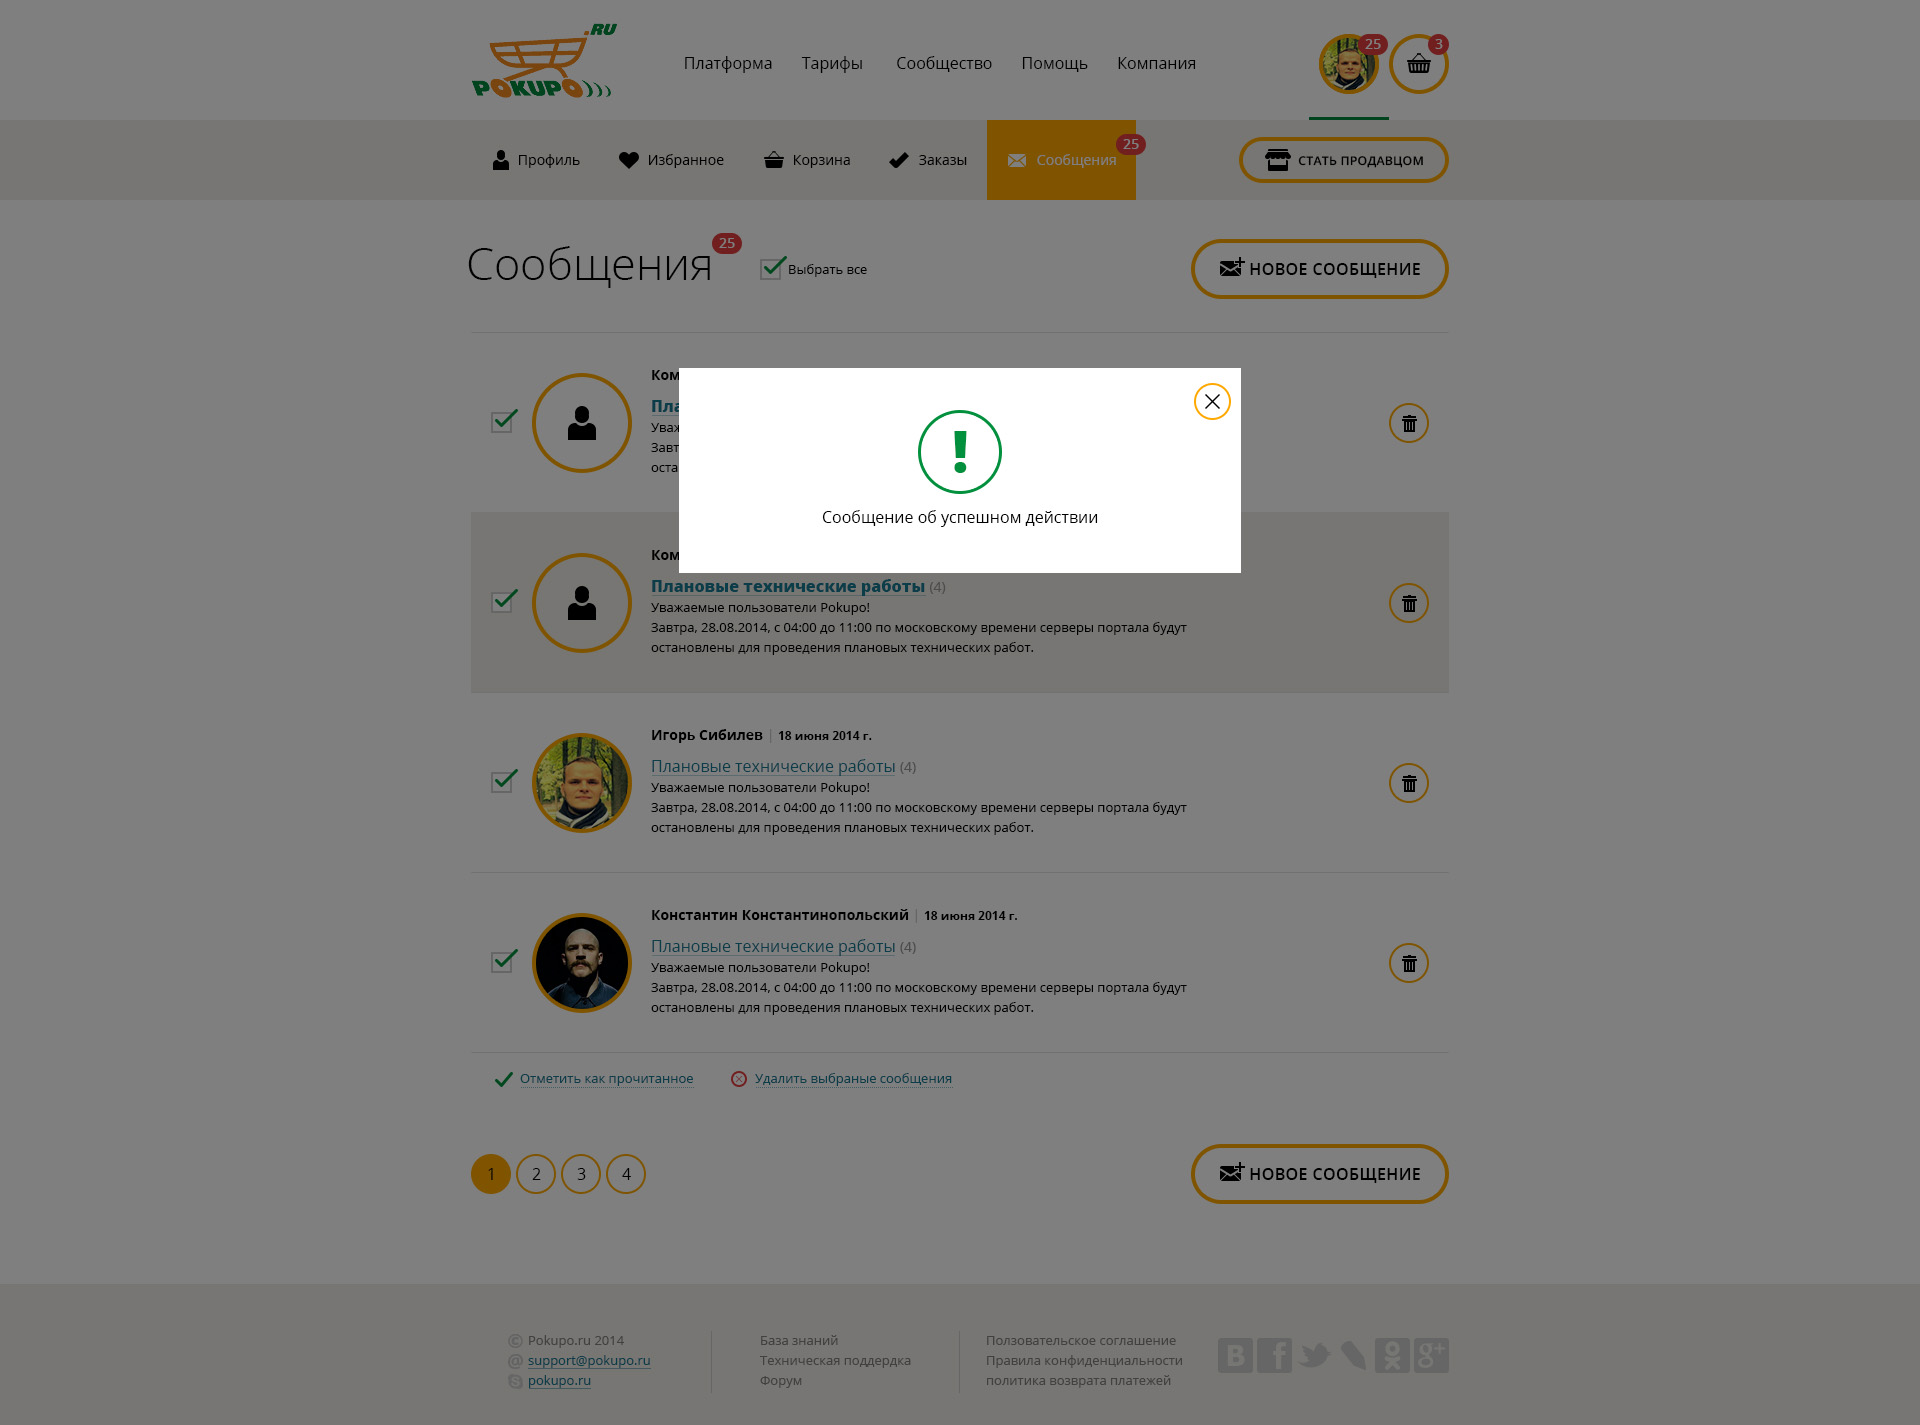 .RU
POKUPO
Платформа Тарифы Сообщество Помощь Компания
25
3
Профиль Избранное Корзина Заказы Сообщения 25
СТАТЬ ПРОДАВЦОМ
Сообщения 25
Выбрать все
НОВОЕ СООБЩЕНИЕ
Ком
Пла
Уваж
Завт
оста
Сообщение об успешном действии
Ком
Плановые технические работы (4)
Уважаемые пользователи Pokupo!
Завтра, 28.08.2014, с 04:00 до 11:00 по московскому времени серверы портала будут
остановлены для проведения плановых технических работ.
Игорь Сибилев | 18 июня 2014 г.
Плановые технические работы (4)
Уважаемые пользователи Pokupo!
Завтра, 28.08.2014, с 04:00 до 11:00 по московскому времени серверы портала будут
остановлены для проведения плановых технических работ.
Константин Константинопольский | 18 июня 2014 г.
Плановые технические работы (4)
Уважаемые пользователи Pokupo!
Завтра, 28.08.2014, с 04:00 до 11:00 по московскому времени серверы портала будут
остановлены для проведения плановых технических работ.
Отметить как прочитанное Удалить выбраные сообщения
1 2 3 4
НОВОЕ СООБЩЕНИЕ
© Pokupo.ru 2014
@ support@pokupo.ru
pokupo.ru
База знаний
Техническая поддердка
Форум
Ползовательское соглашение
Правила конфиденциальности
политика возврата платежей